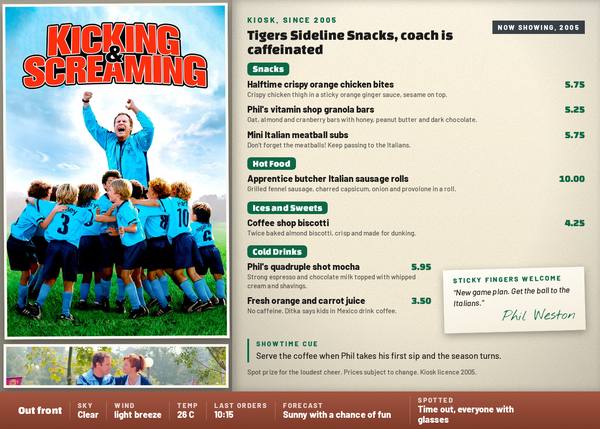 KICKING
&
SCREAMING
3
7
10
KIOSK, SINCE 2005
NOW SHOWING, 2005
Tigers Sideline Snacks, coach is
caffeinated
Snacks
Halftime crispy orange chicken bites 5.75
Crispy chicken thigh in a sticky orange ginger sauce, sesame on top.
Phil's vitamin shop granola bars 5.25
Oat, almond and cranberry bars with honey, peanut butter and dark chocolate.
Mini Italian meatball subs 5.75
Don't forget the meatballs! Keep passing to the Italians.
Hot Food
Apprentice butcher Italian sausage rolls 10.00
Grilled fennel sausage, charred capsicum, onion and provolone in a roll.
Ices and Sweets
Coffee shop biscotti 4.25
Twice baked almond biscotti, crisp and made for dunking.
Cold Drinks
Phil's quadruple shot mocha 5.95
Strong espresso and chocolate milk topped with whipped
cream and shavings.
Fresh orange and carrot juice 3.50
No caffeine. Ditka says kids in Mexico drink coffee.
STICKY FINGERS WELCOME
"New game plan. Get the ball to the
Italians."
Phil Weston
SHOWTIME CUE
Serve the coffee when Phil takes his first sip and the season turns.
Spot prize for the loudest cheer. Prices subject to change. Kiosk licence 2005.
Out front
SKY
Clear
WIND
light breeze
TEMP
26 C
LAST ORDERS
10:15
FORECAST
Sunny with a chance of fun
SPOTTED
Time out, everyone with
glasses